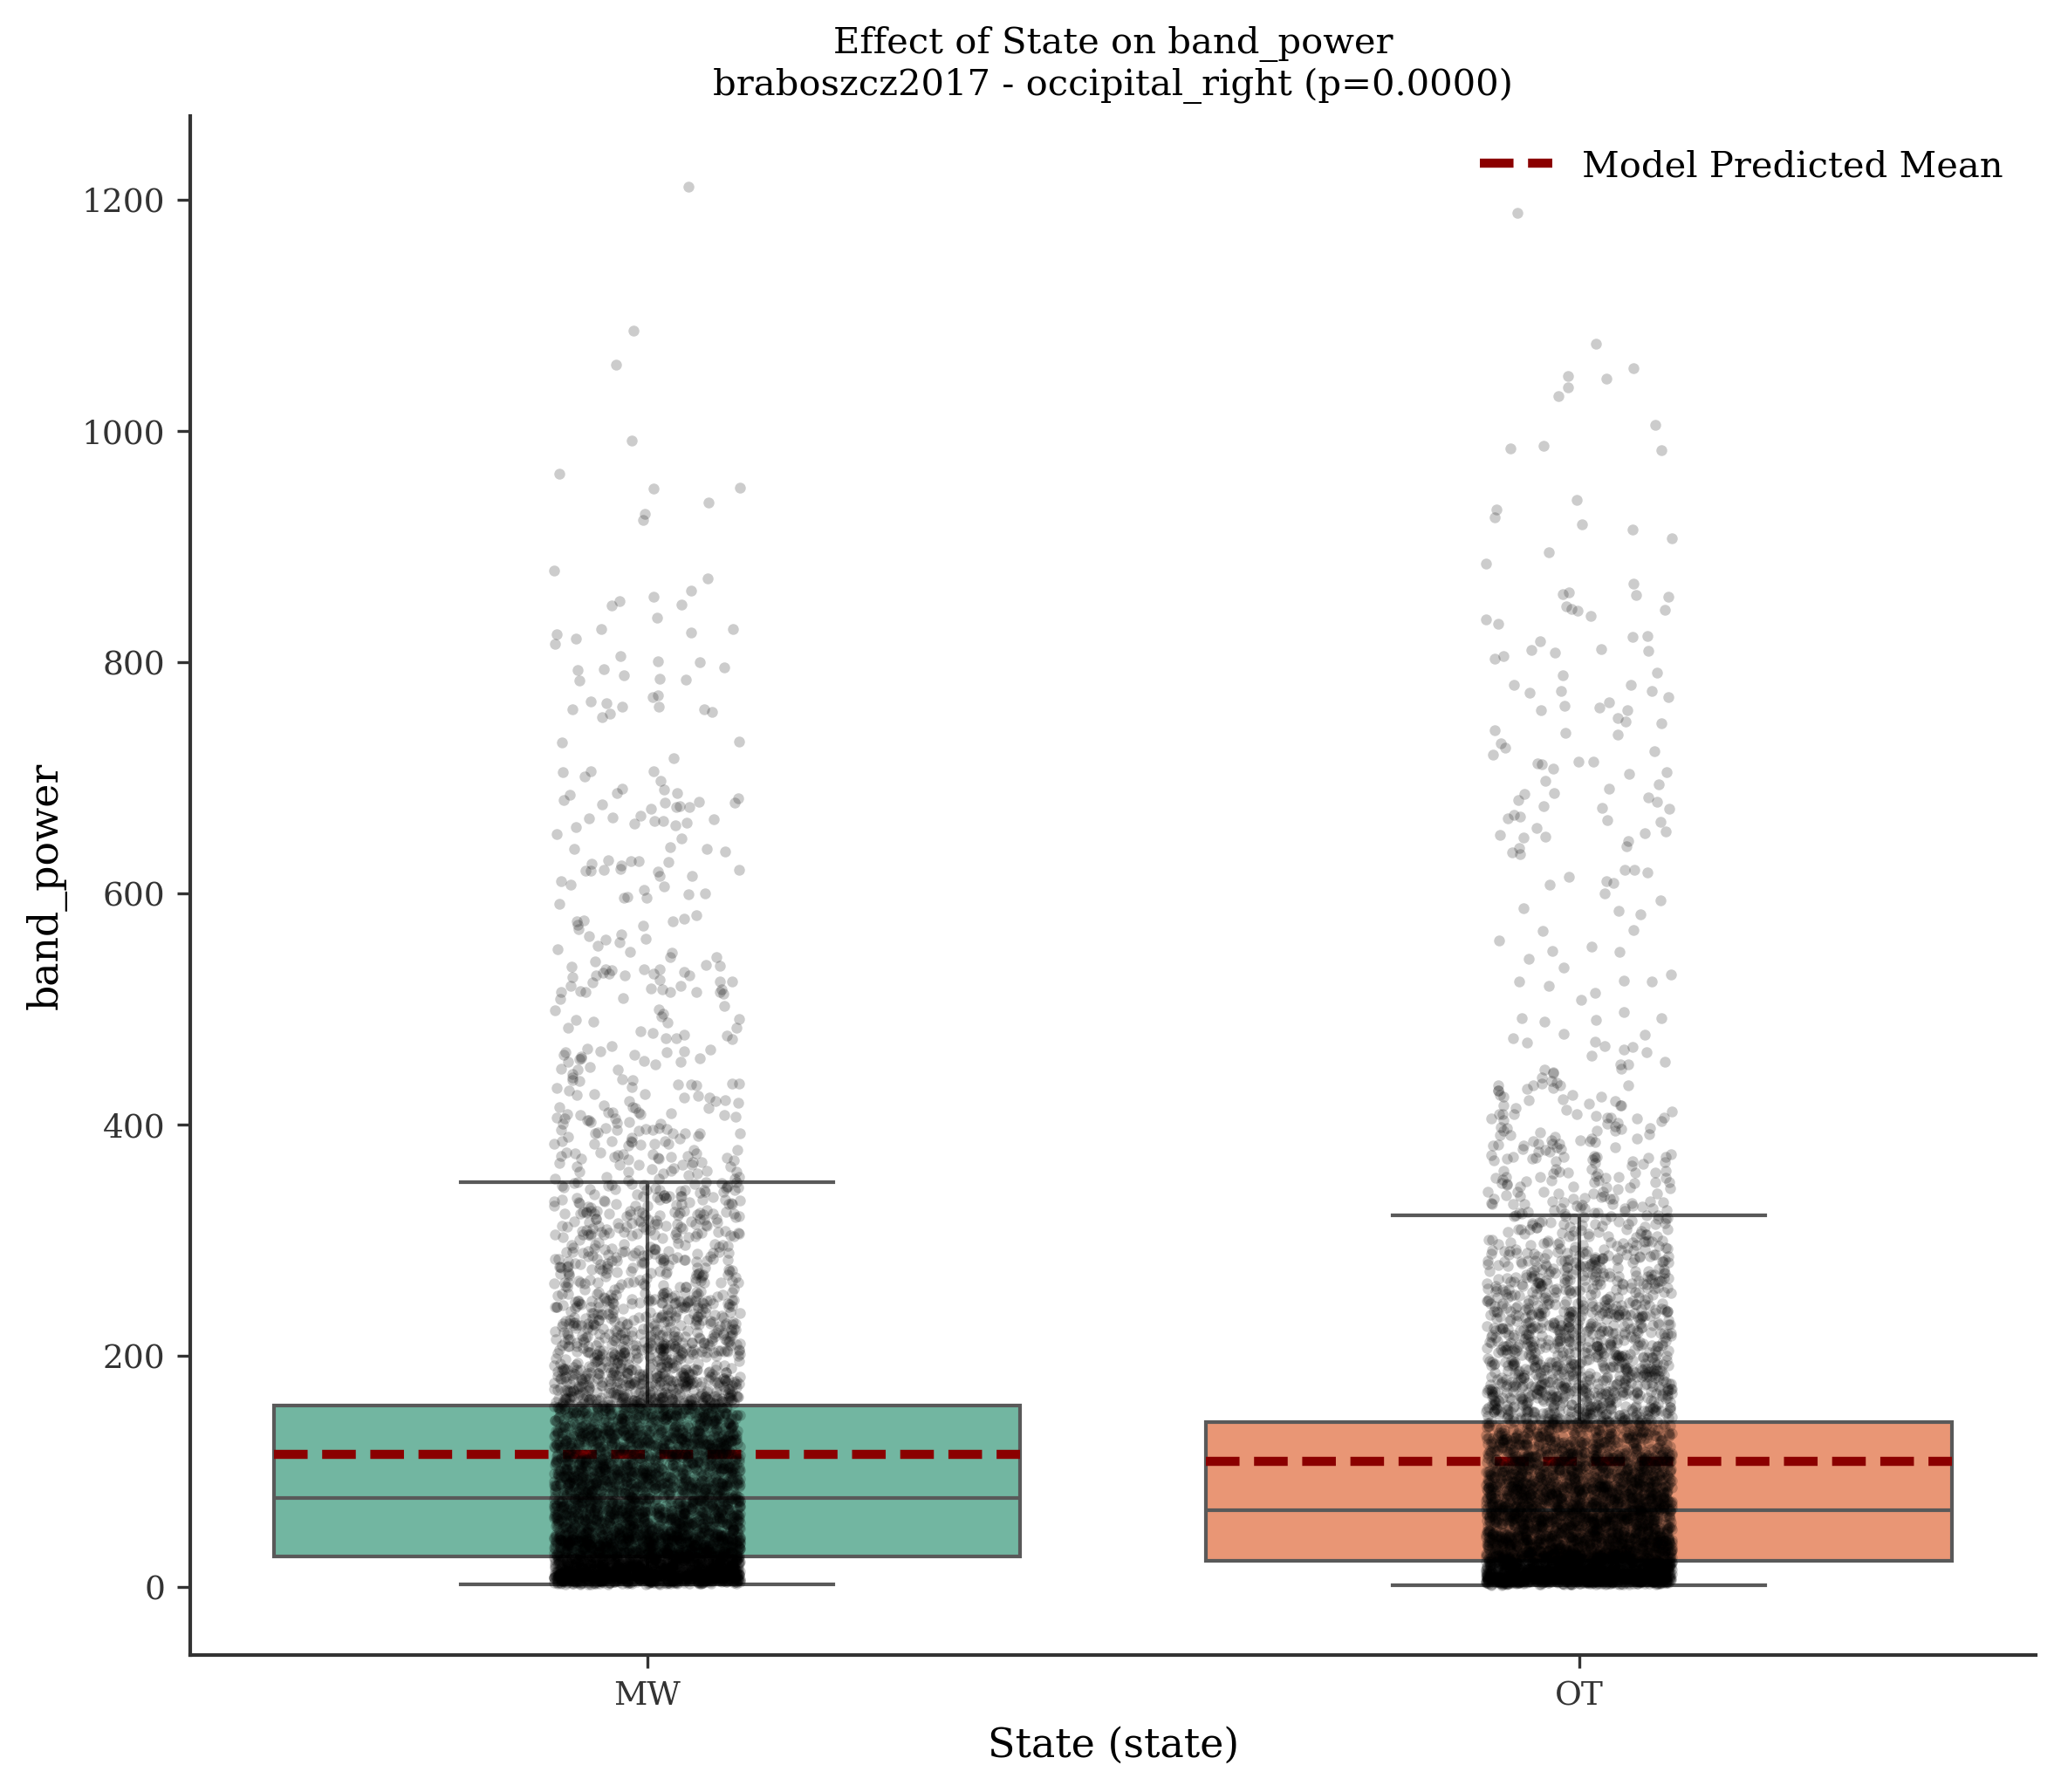 Effect of State on band_power
braboszcz2017 - occipital_right (p=0.0000)
Model Predicted Mean
1200
1000
800
600
400
200
0
band_power
MW
OT
State (state)